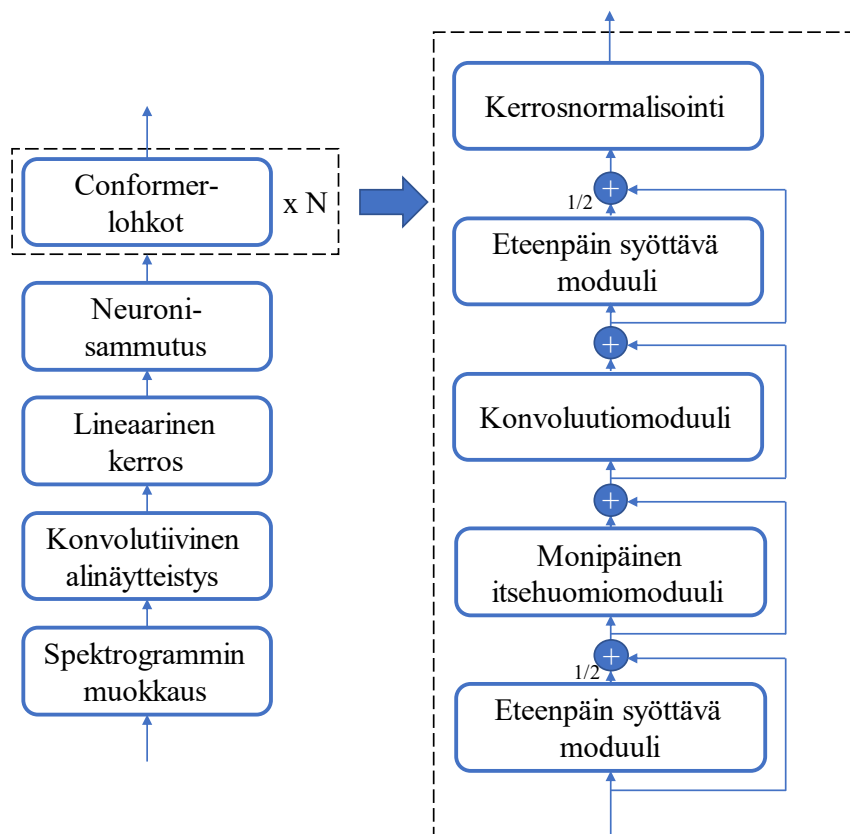 Conformer-
lohkot
x N
Neuroni-
sammutus
Lineaarinen
kerros
Konvolutiivinen
alinäytteistys
Spektrogrammin
muokkaus
Kerrosnormalisointi
+
1/2
Eteenpäin syöttävä
moduuli
+
Konvoluutiomoduuli
+
Monipäinen
itsehuomiomoduuli
+
1/2
Eteenpäin syöttävä
moduuli